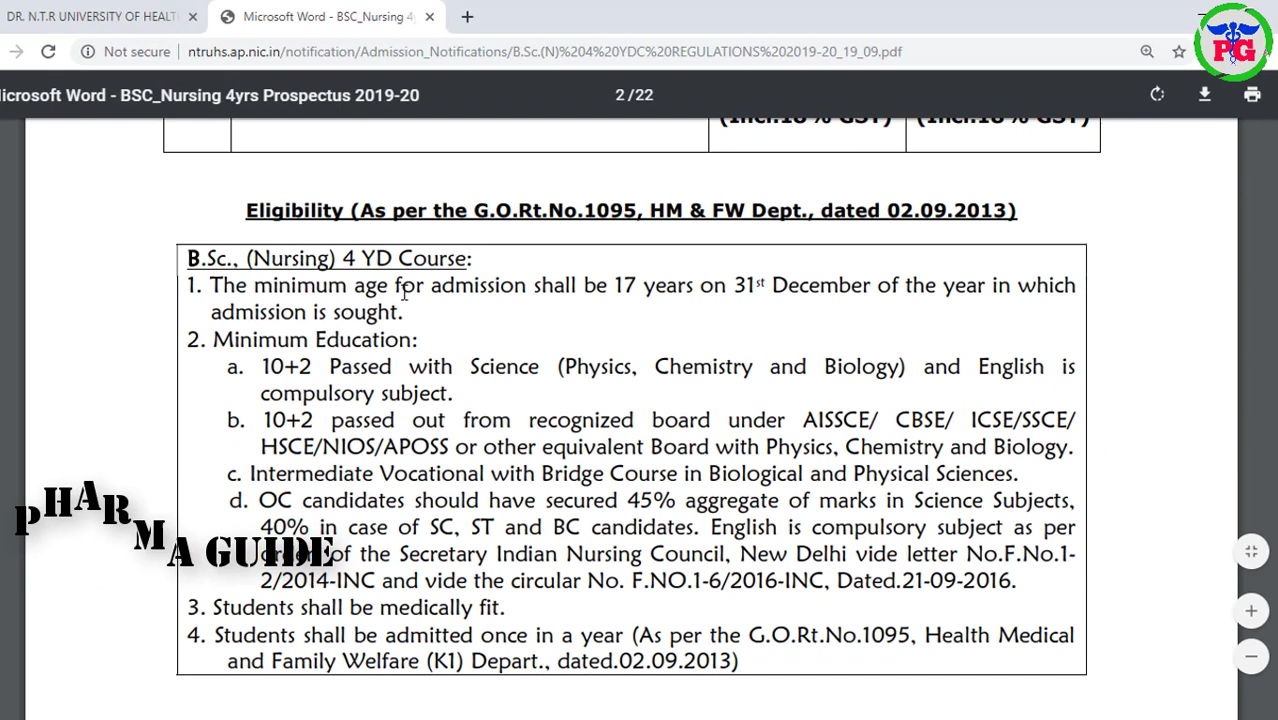 DR. N.T.R UNIVERSITY OF HEALT
Microsoft Word - BSC_Nursing 4y
PG
Not secure
ntruhs.ap.nic.in/notification/Admission_Notifications/B.Sc.(N)%204%20YDC%20REGULATIONS%202019-20_19_09.pdf
icrosoft Word - BSC_Nursing 4yrs Prospectus 2019-20
2 / 22
(Incl.18 % GST) (Incl.18 % GST)
Eligibility (As per the G.O.Rt.No.1095, HM & FW Dept., dated 02.09.2013)
B.Sc., (Nursing) 4 YD Course:
1. The minimum age for admission shall be 17 years on 31st December of the year in which
admission is sought.
2. Minimum Education:
a. 10+2 Passed with Science (Physics, Chemistry and Biology) and English is
compulsory subject.
b. 10+2 passed out from recognized board under AISSCE/ CBSE/ ICSE/SSCE/
HSCE/NIOS/APOSS or other equivalent Board with Physics, Chemistry and Biology.
c. Intermediate Vocational with Bridge Course in Biological and Physical Sciences.
d. OC candidates should have secured 45% aggregate of marks in Science Subjects,
40% in case of SC, ST and BC candidates. English is compulsory subject as per
order of the Secretary Indian Nursing Council, New Delhi vide letter No.F.No.1-
2/2014-INC and vide the circular No. F.NO.1-6/2016-INC, Dated.21-09-2016.
3. Students shall be medically fit.
4. Students shall be admitted once in a year (As per the G.O.Rt.No.1095, Health Medical
and Family Welfare (K1) Depart., dated.02.09.2013)
PHARMA GUIDE